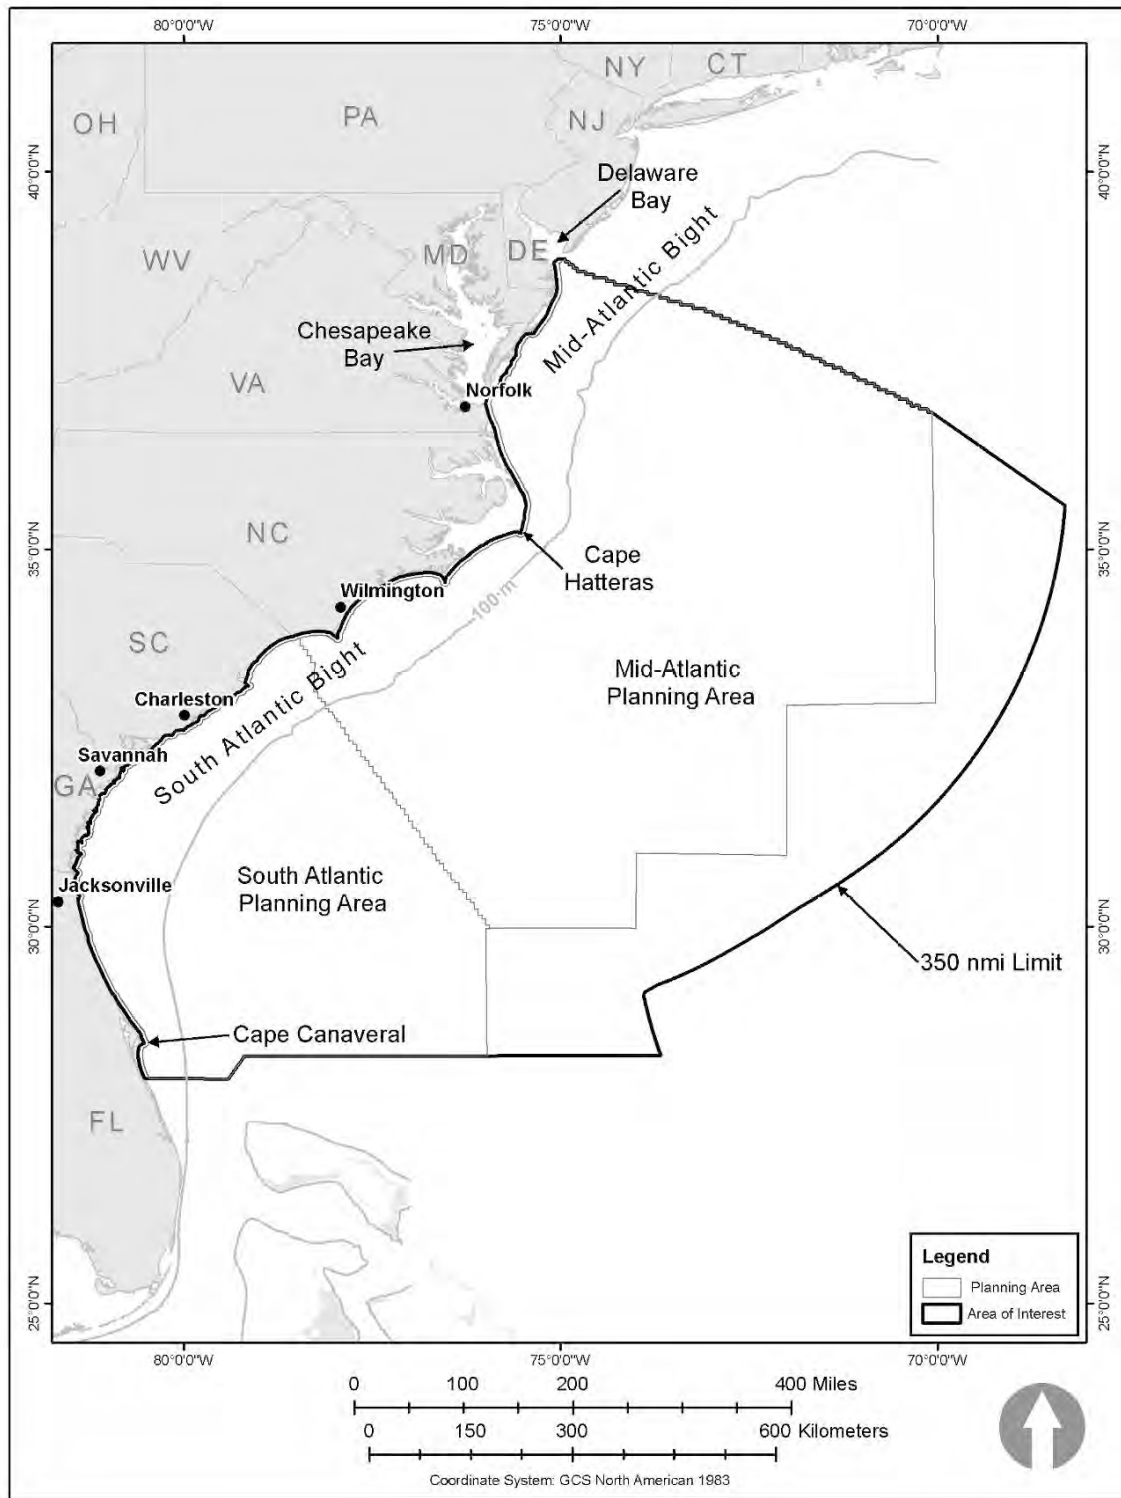 80°0'0"W
75°0'0"W
70°0'0"W
NY
CT
OH
PA
NJ
40°0'0"N
40°0'0"N
Delaware
Bay
MD
DE
WV
Mid-Atlantic Bight
Chesapeake
Bay
VA
Norfolk
NC
35°0'0"N
35°0'0"N
Cape
Hatteras
Wilmington
100-m
SC
Mid-Atlantic
Planning Area
Charleston
South Atlantic Bight
Savannah
GA
South Atlantic
Planning Area
Jacksonville
30°0'0"N
30°0'0"N
350 nmi Limit
Cape Canaveral
FL
Legend
Planning Area
Area of Interest
25°0'0"N
25°0'0"N
80°0'0"W
75°0'0"W
70°0'0"W
0 100 200 400 Miles
0 150 300 600 Kilometers
Coordinate System: GCS North American 1983